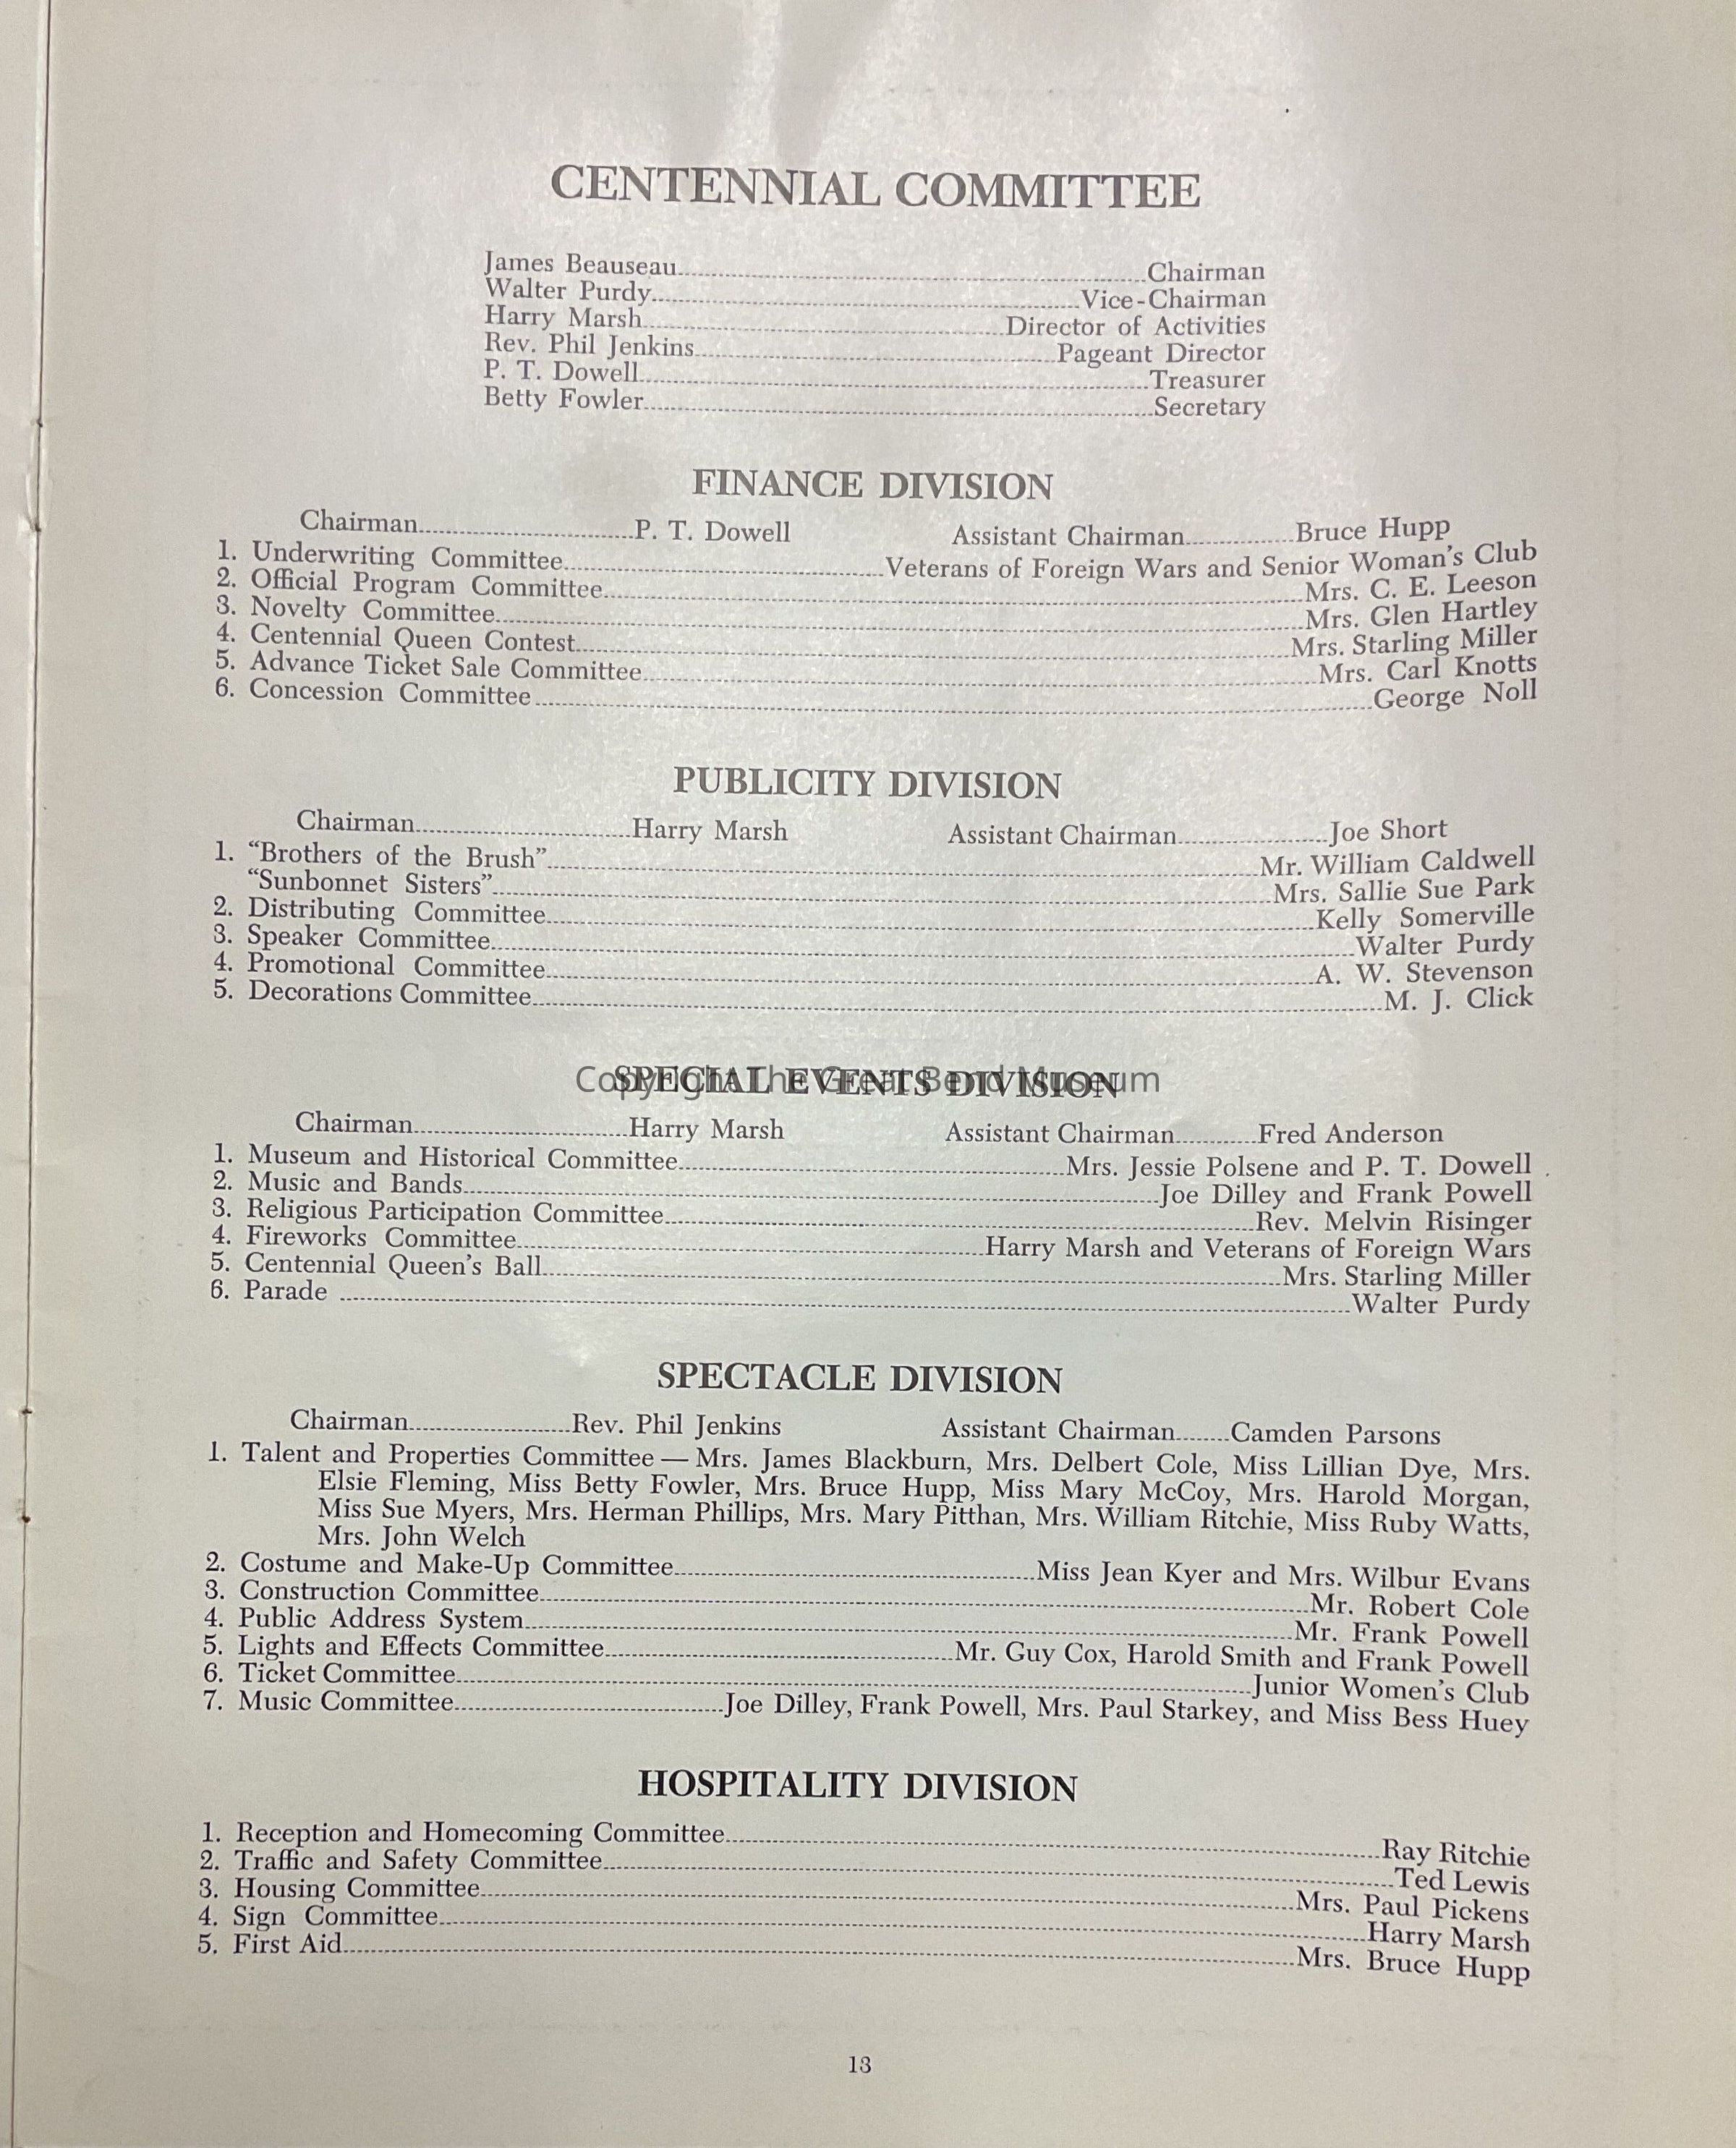 CENTENNIAL COMMITTEE
James Beauseau........Chairman
Walter Purdy........Vice-Chairman
Harry Marsh........Director of Activities
Rev. Phil Jenkins........Pageant Director
P. T. Dowell........Treasurer
Betty Fowler........Secretary
FINANCE DIVISION
Chairman........P. T. Dowell Assistant Chairman........Bruce Hupp
1. Underwriting Committee........Veterans of Foreign Wars and Senior Woman's Club
2. Official Program Committee........Mrs. C. E. Leeson
3. Novelty Committee........Mrs. Glen Hartley
4. Centennial Queen Contest........Mrs. Starling Miller
5. Advance Ticket Sale Committee........Mrs. Carl Knotts
6. Concession Committee........George Noll
PUBLICITY DIVISION
Chairman........Harry Marsh Assistant Chairman........Joe Short
1. “Brothers of the Brush”........Mr. William Caldwell
“Sunbonnet Sisters”........Mrs. Sallie Sue Park
2. Distributing Committee........Kelly Somerville
3. Speaker Committee........Walter Purdy
4. Promotional Committee........A. W. Stevenson
5. Decorations Committee........M. J. Click
SPECIAL EVENTS DIVISION
Copyright The Great Bend Museum
Chairman........Harry Marsh Assistant Chairman........Fred Anderson
1. Museum and Historical Committee........Mrs. Jessie Polsene and P. T. Dowell
2. Music and Bands........Joe Dilley and Frank Powell
3. Religious Participation Committee........Rev. Melvin Risinger
4. Fireworks Committee........Harry Marsh and Veterans of Foreign Wars
5. Centennial Queen's Ball........Mrs. Starling Miller
6. Parade ........Walter Purdy
SPECTACLE DIVISION
Chairman........Rev. Phil Jenkins Assistant Chairman........Camden Parsons
1. Talent and Properties Committee — Mrs. James Blackburn, Mrs. Delbert Cole, Miss Lillian Dye, Mrs.
Elsie Fleming, Miss Betty Fowler, Mrs. Bruce Hupp, Miss Mary McCoy, Mrs. Harold Morgan,
Miss Sue Myers, Mrs. Herman Phillips, Mrs. Mary Pitthan, Mrs. William Ritchie, Miss Ruby Watts,
Mrs. John Welch
2. Costume and Make-Up Committee........Miss Jean Kyer and Mrs. Wilbur Evans
3. Construction Committee........Mr. Robert Cole
4. Public Address System........Mr. Frank Powell
5. Lights and Effects Committee........Mr. Guy Cox, Harold Smith and Frank Powell
6. Ticket Committee........Junior Women's Club
7. Music Committee........Joe Dilley, Frank Powell, Mrs. Paul Starkey, and Miss Bess Huey
HOSPITALITY DIVISION
1. Reception and Homecoming Committee........Ray Ritchie
2. Traffic and Safety Committee........Ted Lewis
3. Housing Committee........Mrs. Paul Pickens
4. Sign Committee........Harry Marsh
5. First Aid........Mrs. Bruce Hupp
13